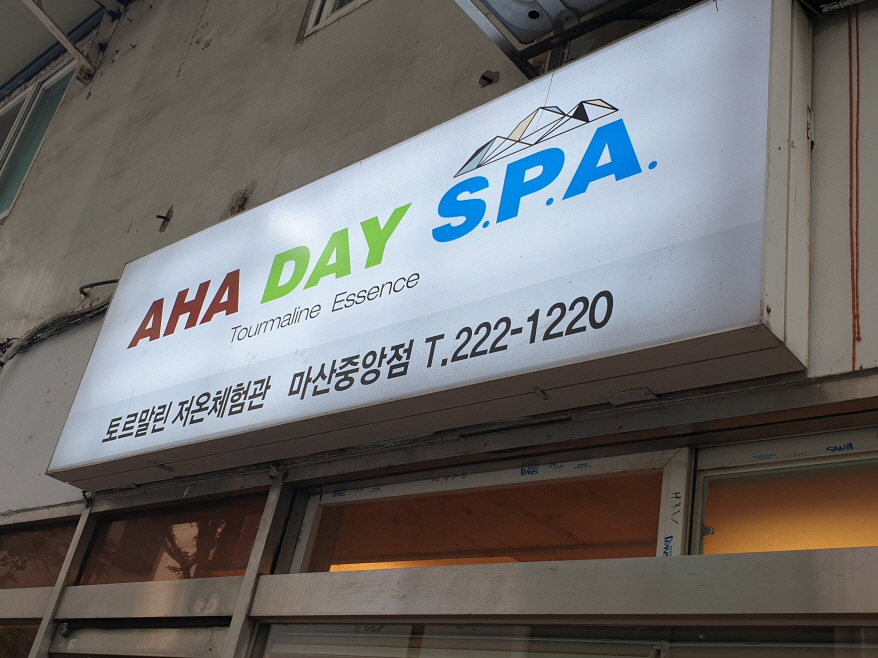 AHA DAY S.P.A.
Tourmaline Essence
토르말린 저온체험관 마산중앙점 T.222-1220